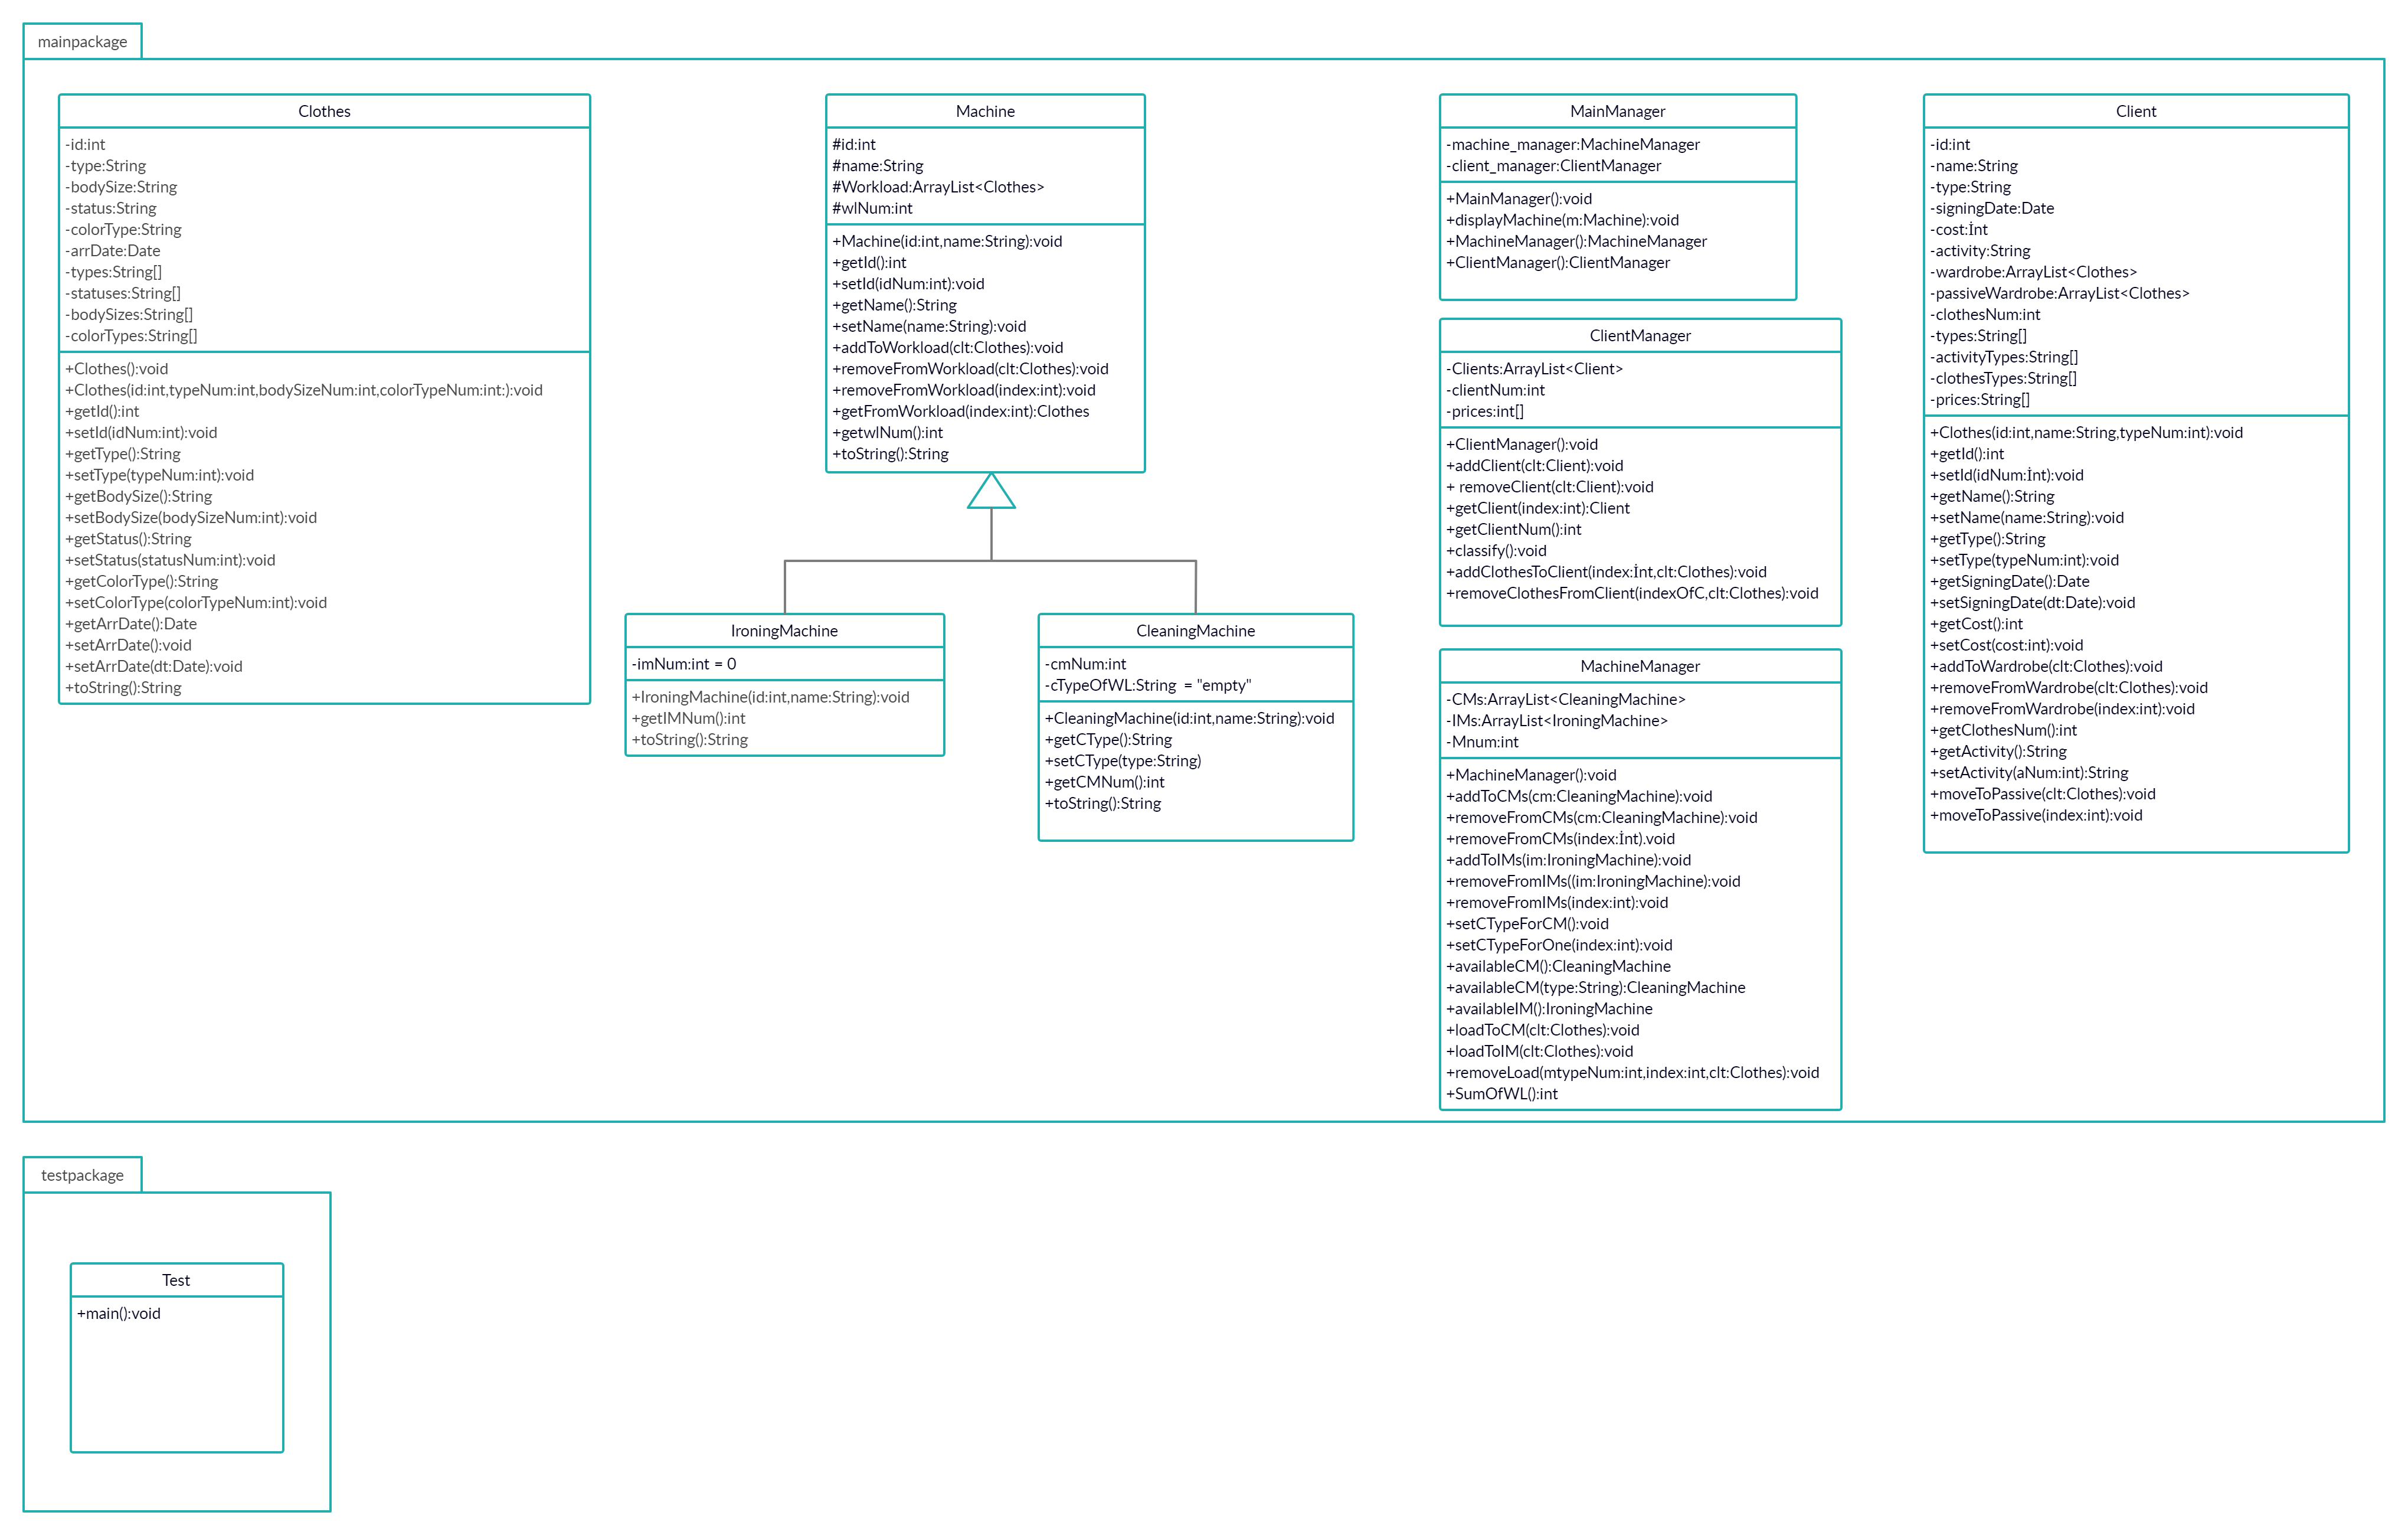 mainpackage
Clothes
-id:int
-type:String
-bodySize:String
-status:String
-colorType:String
-arrDate:Date
-types:String[]
-statuses:String[]
-bodySizes:String[]
-colorTypes:String[]
+Clothes():void
+Clothes(id:int,typeNum:int,bodySizeNum:int,colorTypeNum:int:):void
+getId():int
+setId(idNum:int):void
+getType():String
+setType(typeNum:int):void
+getBodySize():String
+setBodySize(bodySizeNum:int):void
+getStatus():String
+setStatus(statusNum:int):void
+getColorType():String
+setColorType(colorTypeNum:int):void
+getArrDate():Date
+setArrDate():void
+setArrDate(dt:Date):void
+toString():String
Machine
#id:int
#name:String
#Workload:ArrayList<Clothes>
#wlNum:int
+Machine(id:int,name:String):void
+getId():int
+setId(idNum:int):void
+getName():String
+setName(name:String):void
+addToWorkload(clt:Clothes):void
+removeFromWorkload(clt:Clothes):void
+removeFromWorkload(index:int):void
+getFromWorkload(index:int):Clothes
+getwlNum():int
+toString():String
IroningMachine
-imNum:int = 0
+IroningMachine(id:int,name:String):void
+getIMNum():int
+toString():String
CleaningMachine
-cmNum:int
-cTypeOfWL:String  = "empty"
+CleaningMachine(id:int,name:String):void
+getCType():String
+setCType(type:String)
+getCMNum():int
+toString():String
MainManager
-machine_manager:MachineManager
-client_manager:ClientManager
+MainManager():void
+displayMachine(m:Machine):void
+MachineManager():MachineManager
+ClientManager():ClientManager
ClientManager
-Clients:ArrayList<Client>
-clientNum:int
-prices:int[]
+ClientManager():void
+addClient(clt:Client):void
+ removeClient(clt:Client):void
+getClient(index:int):Client
+getClientNum():int
+classify():void
+addClothesToClient(index:İnt,clt:Clothes):void
+removeClothesFromClient(indexOfC,clt:Clothes):void
MachineManager
-CMs:ArrayList<CleaningMachine>
-IMs:ArrayList<IroningMachine>
-Mnum:int
+MachineManager():void
+addToCMs(cm:CleaningMachine):void
+removeFromCMs(cm:CleaningMachine):void
+removeFromCMs(index:İnt).void
+addToIMs(im:IroningMachine):void
+removeFromIMs((im:IroningMachine):void
+removeFromIMs(index:int):void
+setCTypeForCM():void
+setCTypeForOne(index:int):void
+availableCM():CleaningMachine
+availableCM(type:String):CleaningMachine
+availableIM():IroningMachine
+loadToCM(clt:Clothes):void
+loadToIM(clt:Clothes):void
+removeLoad(mtypeNum:int,index:int,clt:Clothes):void
+SumOfWL():int
Client
-id:int
-name:String
-type:String
-signingDate:Date
-cost:İnt
-activity:String
-wardrobe:ArrayList<Clothes>
-passiveWardrobe:ArrayList<Clothes>
-clothesNum:int
-types:String[]
-activityTypes:String[]
-clothesTypes:String[]
-prices:String[]
+Clothes(id:int,name:String,typeNum:int):void
+getId():int
+setId(idNum:İnt):void
+getName():String
+setName(name:String):void
+getType():String
+setType(typeNum:int):void
+getSigningDate():Date
+setSigningDate(dt:Date):void
+getCost():int
+setCost(cost:int):void
+addToWardrobe(clt:Clothes):void
+removeFromWardrobe(clt:Clothes):void
+removeFromWardrobe(index:int):void
+getClothesNum():int
+getActivity():String
+setActivity(aNum:int):String
+moveToPassive(clt:Clothes):void
+moveToPassive(index:int):void
testpackage
Test
+main():void